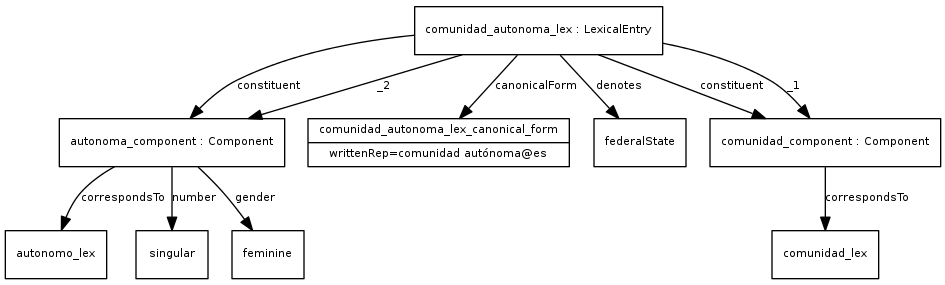 comunidad_autonoma_lex : LexicalEntry
constituent
_2
canonicalForm
denotes
constituent
_1
autonoma_component : Component
comunidad_autonoma_lex_canonical_form
writtenRep=comunidad autónoma@es
federalState
comunidad_component : Component
correspondsTo
number
gender
correspondsTo
autonomo_lex
singular
feminine
comunidad_lex